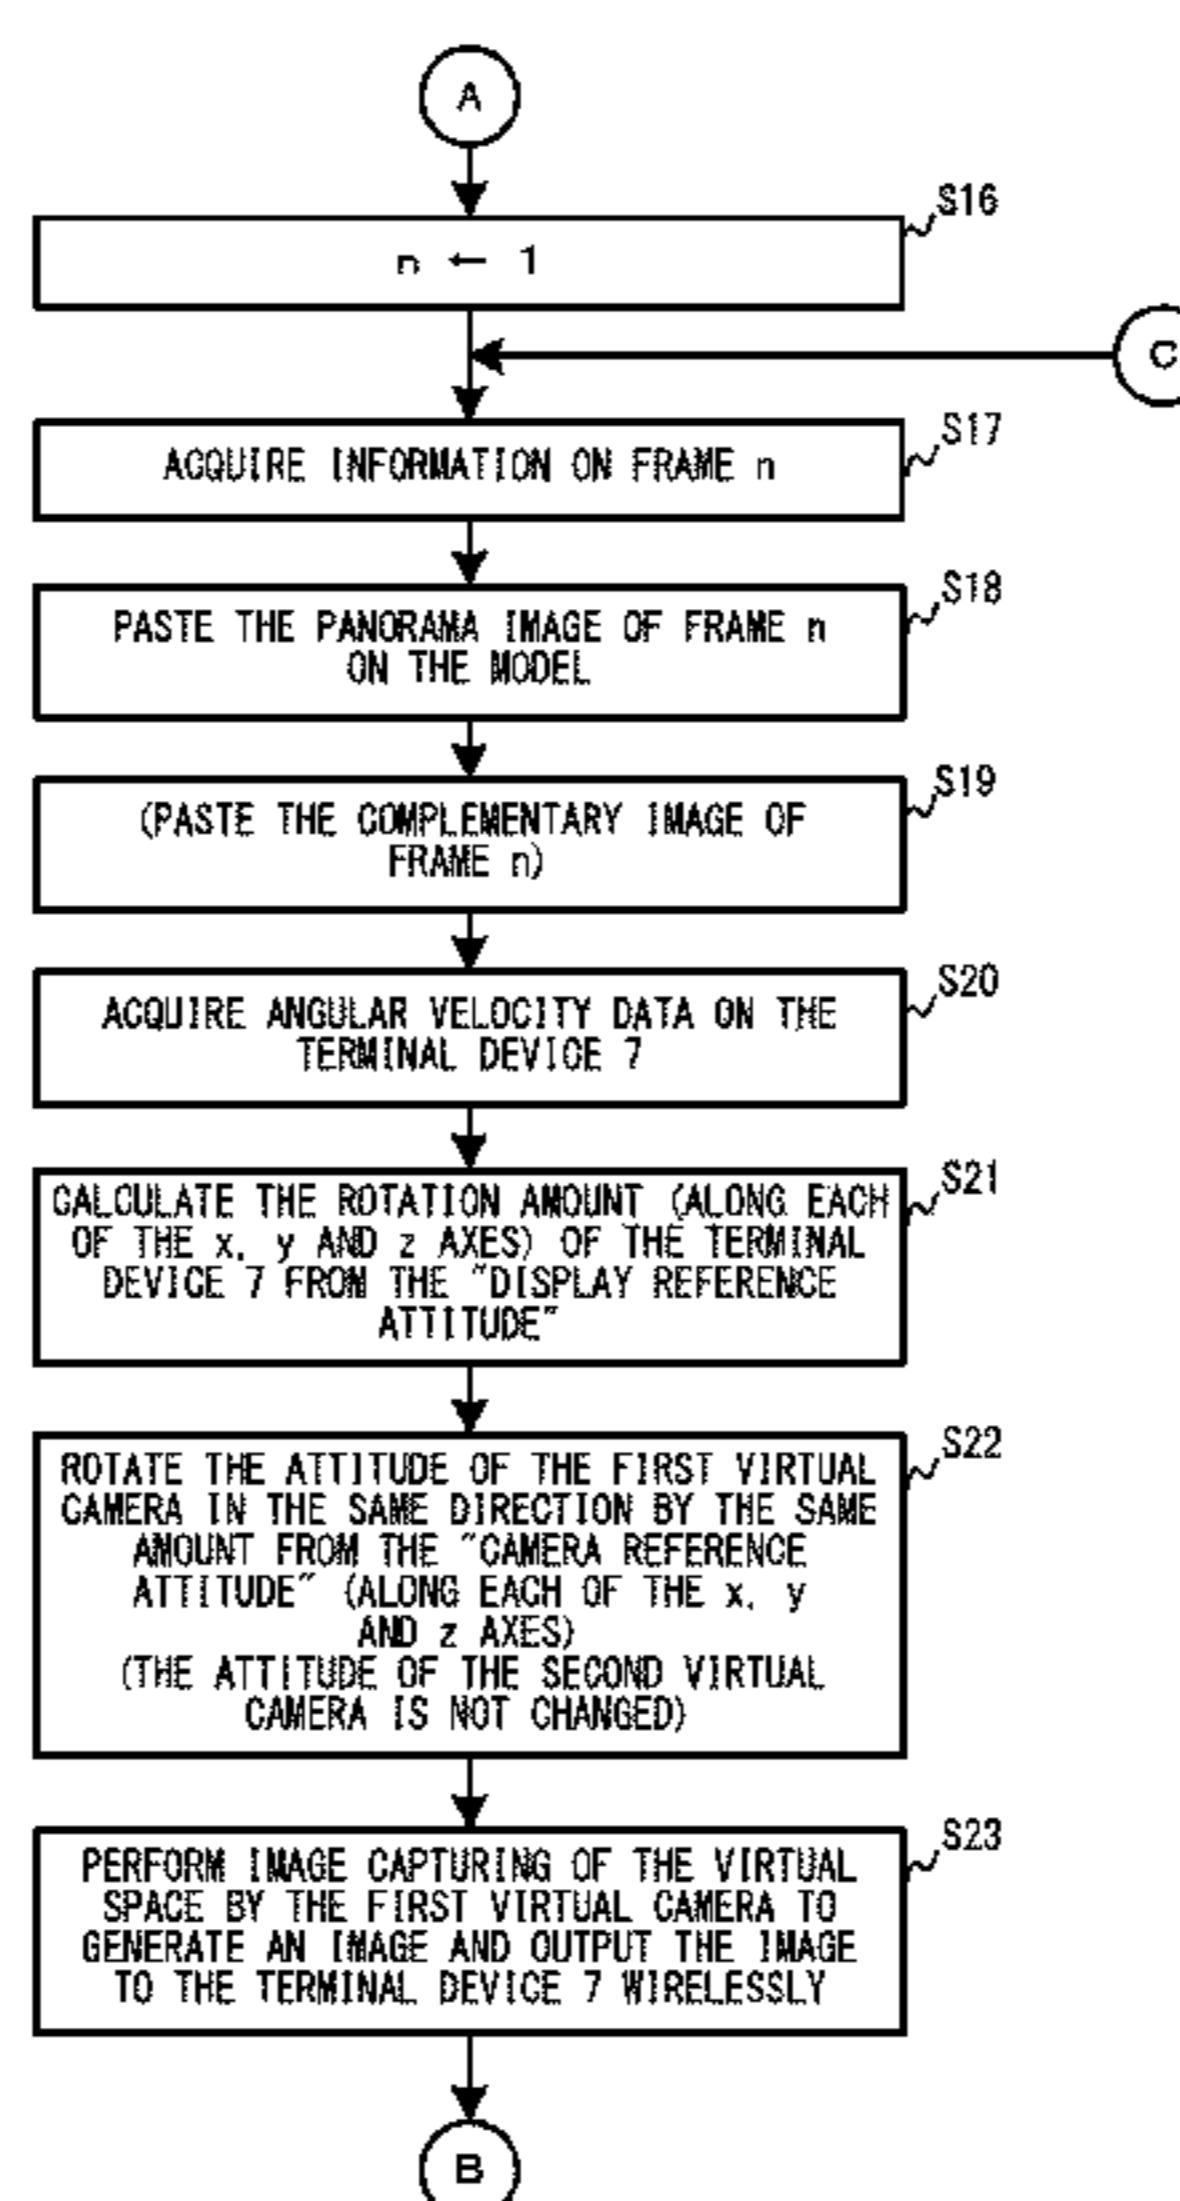 A
S16
n ← 1
C
S17
ACQUIRE INFORMATION ON FRAME n
S18
PASTE THE PANORAMA IMAGE OF FRAME n
ON THE MODEL
S19
(PASTE THE COMPLEMENTARY IMAGE OF
FRAME n)
S20
ACQUIRE ANGULAR VELOCITY DATA ON THE
TERMINAL DEVICE 7
S21
CALCULATE THE ROTATION AMOUNT (ALONG EACH
OF THE x, y AND z AXES) OF THE TERMINAL
DEVICE 7 FROM THE "DISPLAY REFERENCE
ATTITUDE"
S22
ROTATE THE ATTITUDE OF THE FIRST VIRTUAL
CAMERA IN THE SAME DIRECTION BY THE SAME
AMOUNT FROM THE "CAMERA REFERENCE
ATTITUDE" (ALONG EACH OF THE x, y
AND z AXES)
(THE ATTITUDE OF THE SECOND VIRTUAL
CAMERA IS NOT CHANGED)
S23
PERFORM IMAGE CAPTURING OF THE VIRTUAL
SPACE BY THE FIRST VIRTUAL CAMERA TO
GENERATE AN IMAGE AND OUTPUT THE IMAGE
TO THE TERMINAL DEVICE 7 WIRELESSLY
B